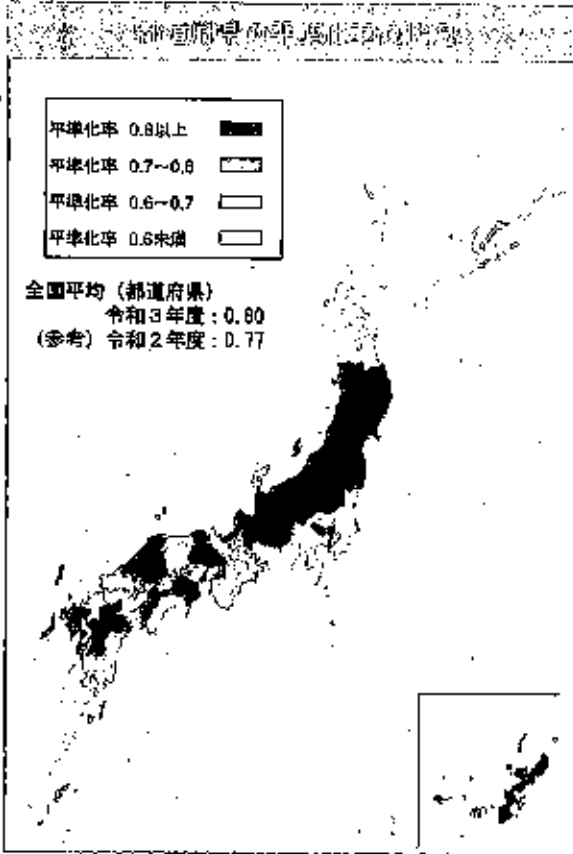 平準化率 0.8以上
平準化率 0.7～0.8
平準化率 0.6～0.7
平準化率 0.6未満
全国平均（都道府県）
令和3年度：0.80
（参考）令和2年度：0.77